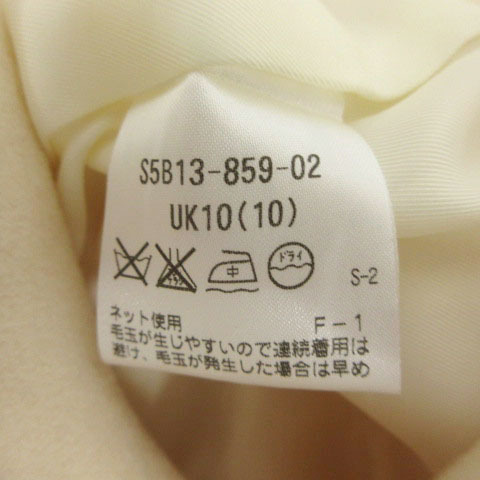 S5B13-859-02
UK10(10)
中 ドライ
S-2
ネット使用 F-1
毛玉が生じやすいので連続着用は
避け、毛玉が発生した場合は早め